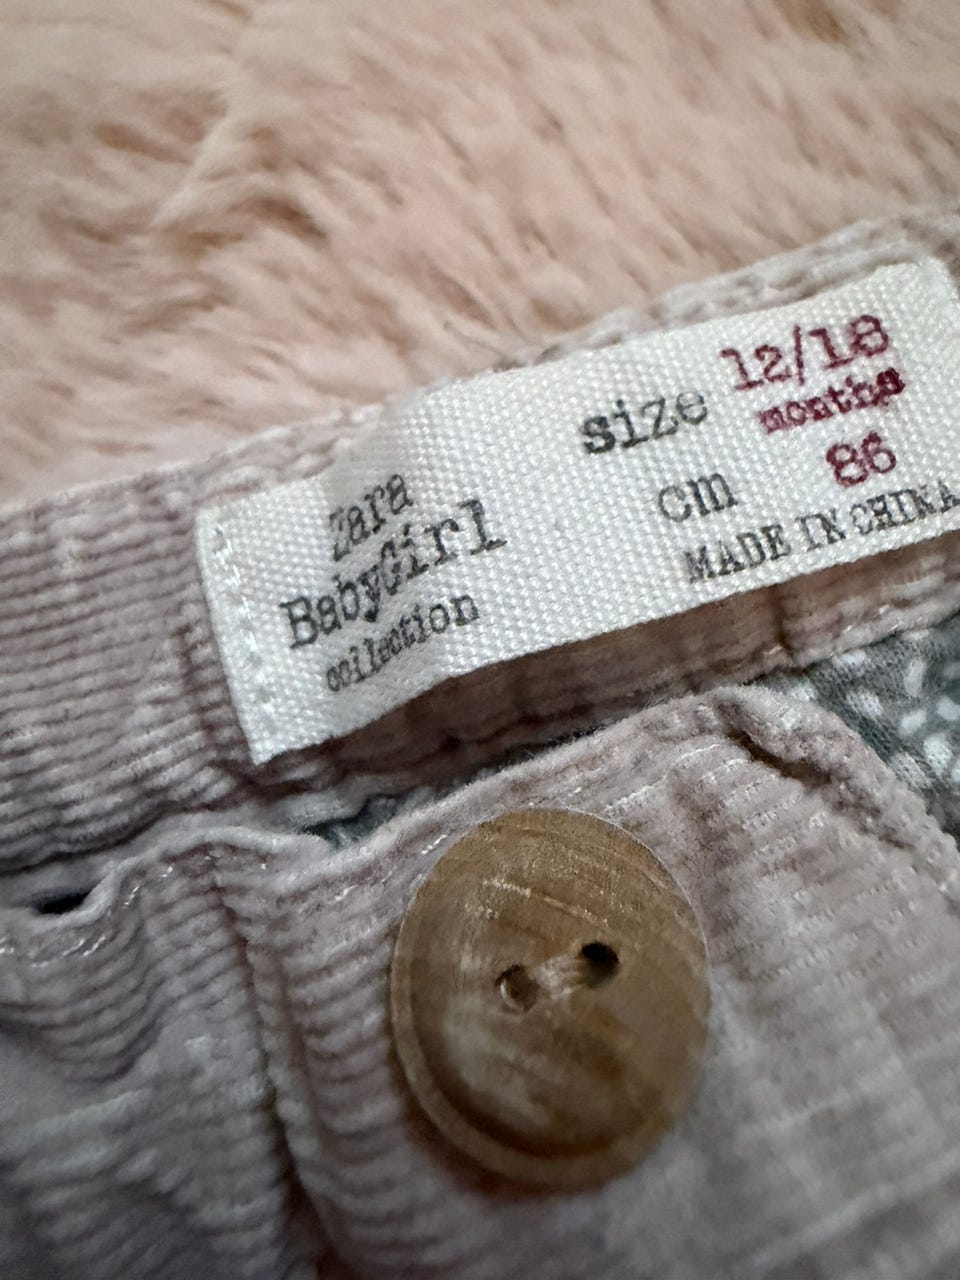 Zara
BabyGirl
collection
size 12/18
months
cm 86
MADE IN CHINA